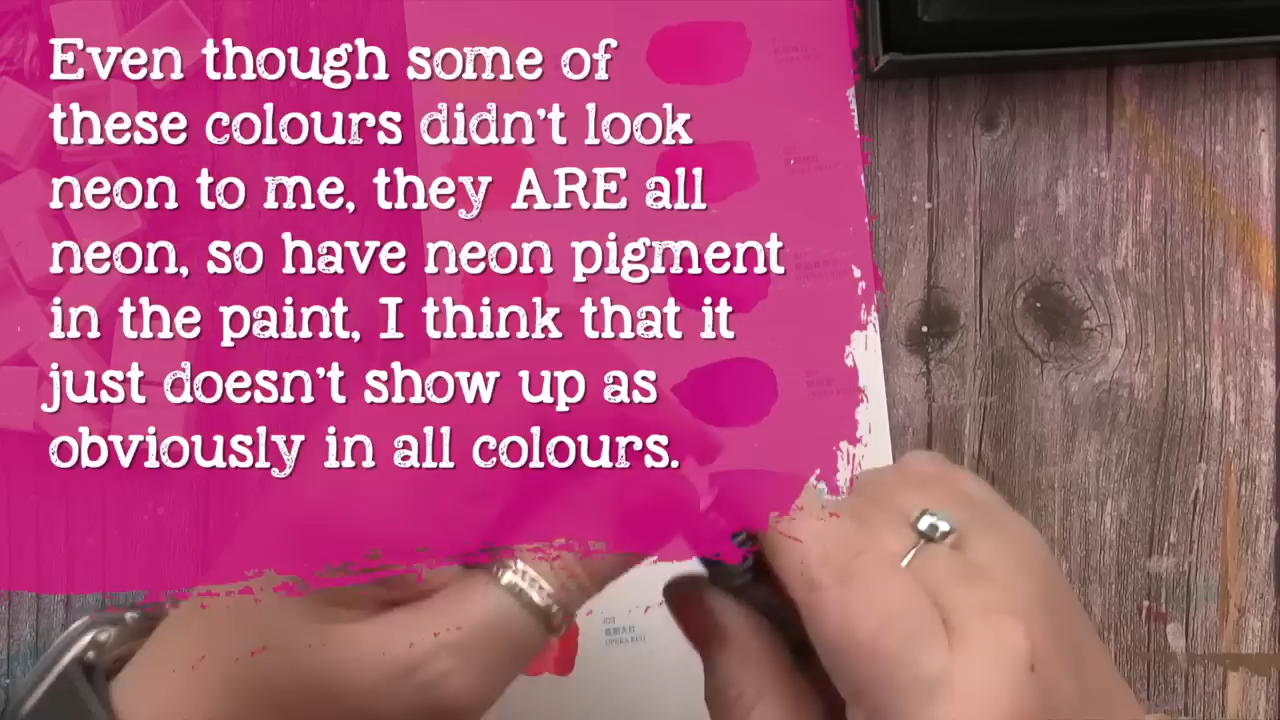 Even though some of
these colours didn't look
neon to me, they ARE all
neon, so have neon pigment
in the paint, I think that it
just doesn't show up as
obviously in all colours.
OPERA RED